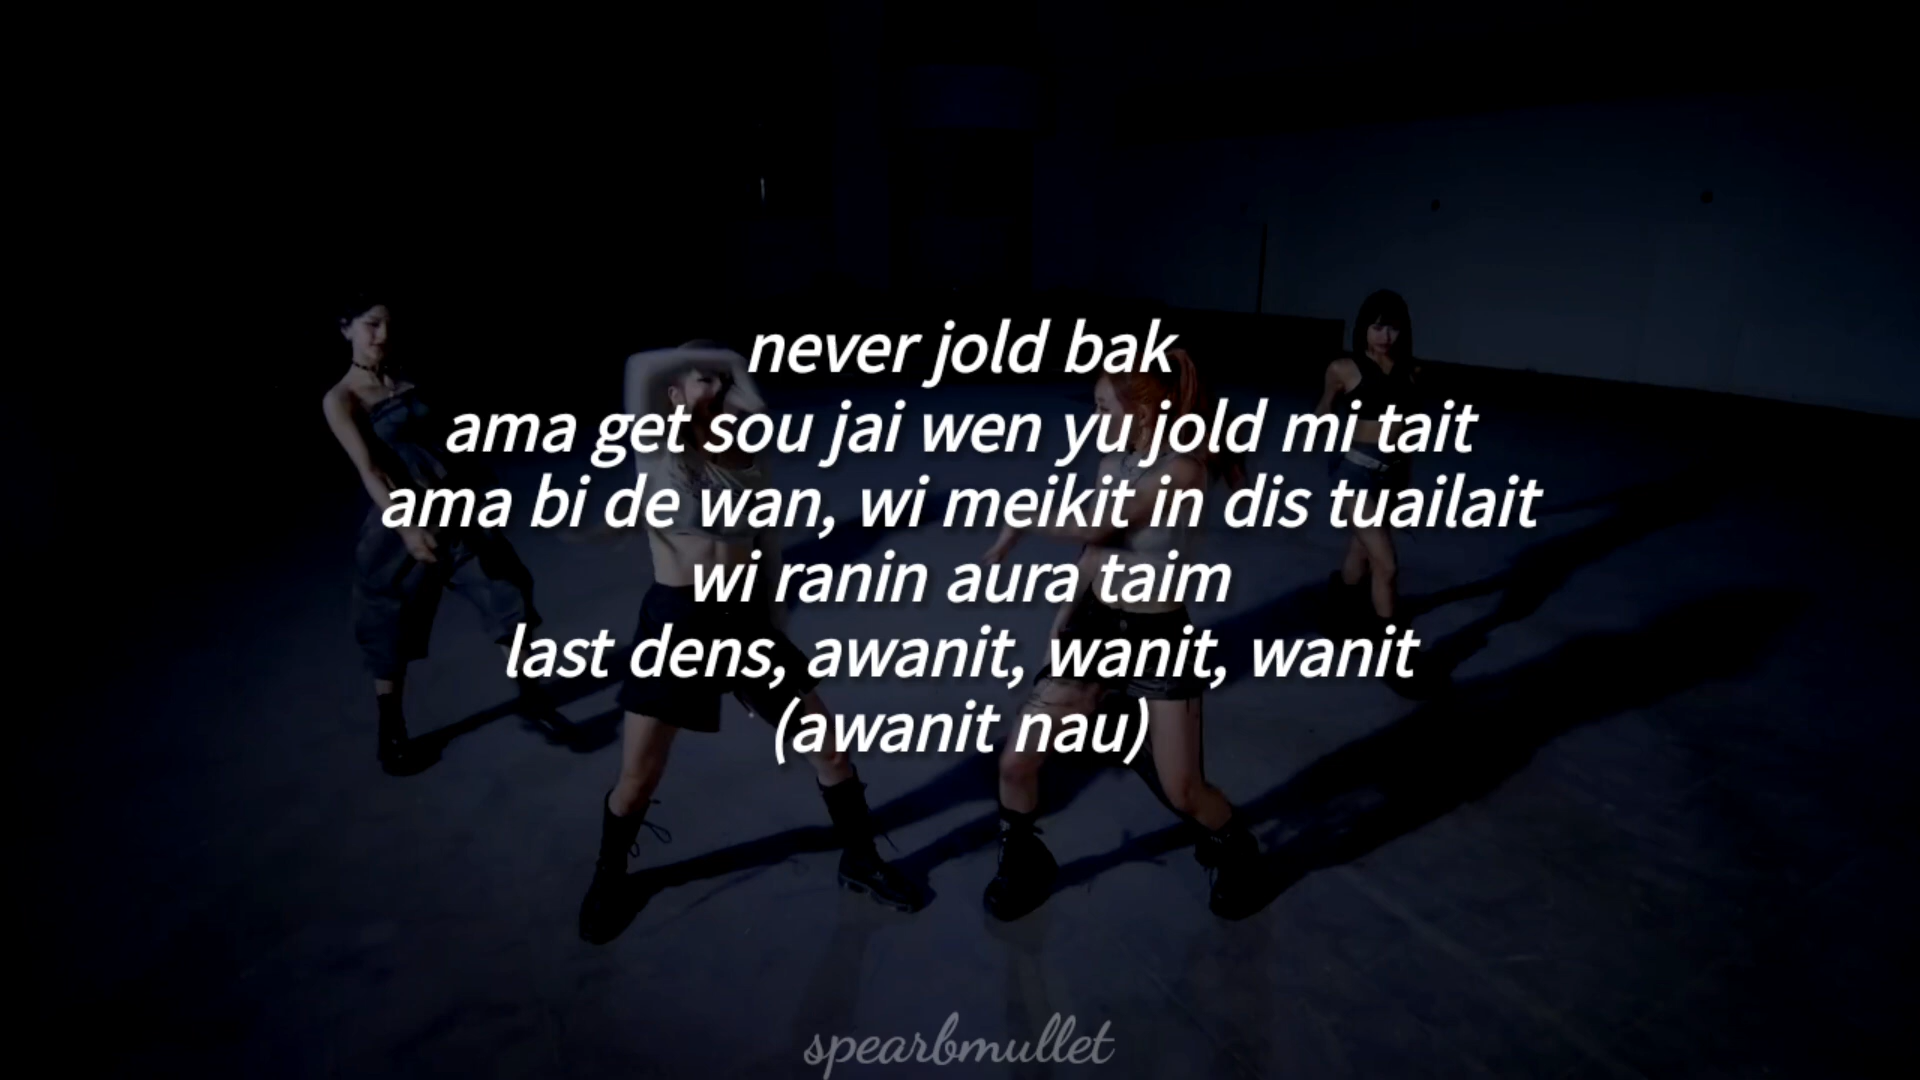 never jold bak
ama get sou jai wen yu jold mi tait
ama bi de wan, wi meikit in dis tuailait
wi ranin aura taim
last dens, awanit, wanit, wanit
(awanit nau)
spearbmullet